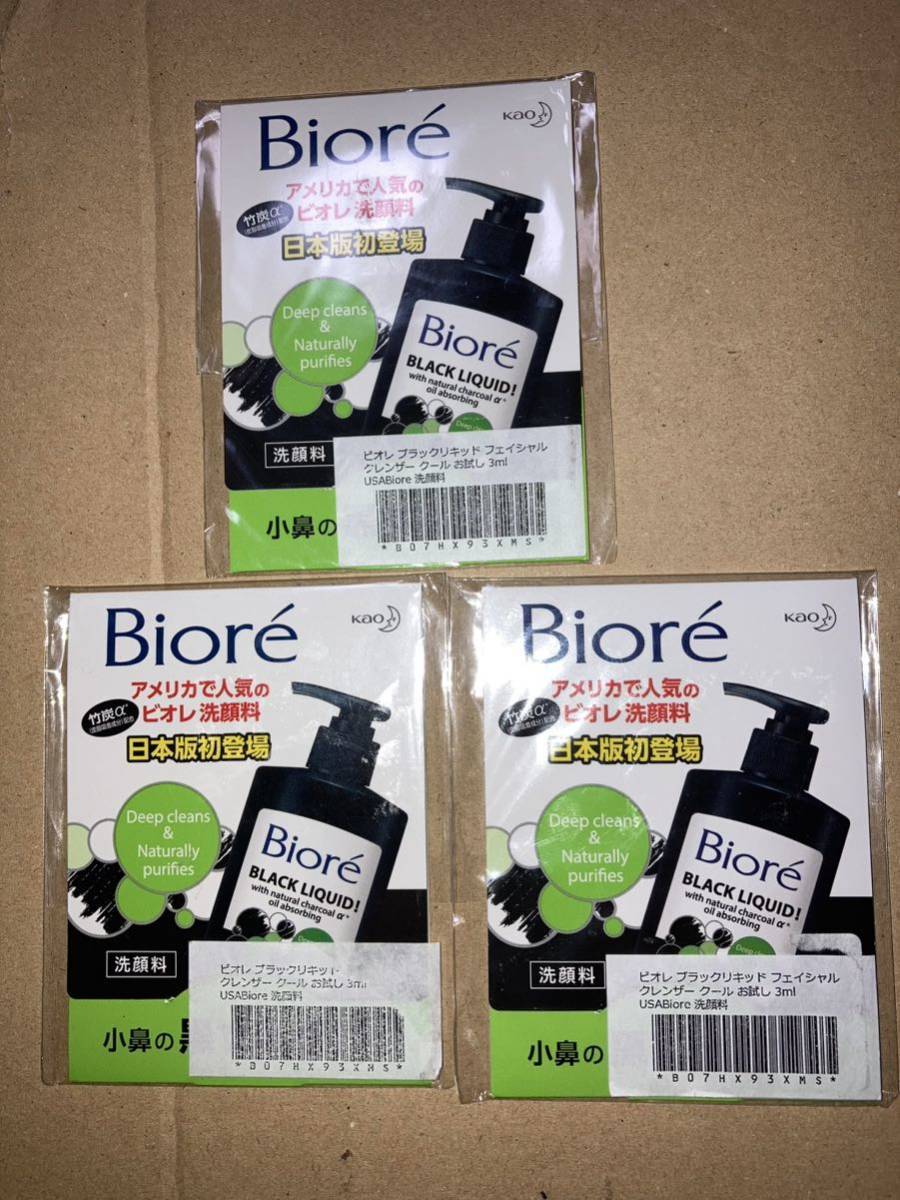 Bioré
Kao
アメリカで人気の
ビオレ 洗顔料
竹炭α*
日本版初登場
Deep cleans
&
Naturally
purifies
Bioré
BLACK LIQUID!
with natural charcoal α*
oil absorbing
洗顔料
小鼻の
ビオレ ブラックリキッド フェイシャル
クレンザー クール お試し 3ml
USABiore 洗顔料
*B07HX93XMS*
Bioré
Kao
アメリカで人気の
ビオレ 洗顔料
竹炭α*
日本版初登場
Deep cleans
&
Naturally
purifies
Bioré
BLACK LIQUID!
with natural charcoal α*
oil absorbing
洗顔料
小鼻の
ビオレ ブラックリキッド
クレンザー クール お試し 3ml
USABiore 洗顔料
*B07HX93XMS*
Bioré
Kao
アメリカで人気の
ビオレ 洗顔料
竹炭α*
日本版初登場
Deep cleans
&
Naturally
purifies
Bioré
BLACK LIQUID!
with natural charcoal α*
oil absorbing
洗顔料
小鼻の
ビオレ ブラックリキッド フェイシャル
クレンザー クール お試し 3ml
USABiore 洗顔料
*B07HX93XMS*